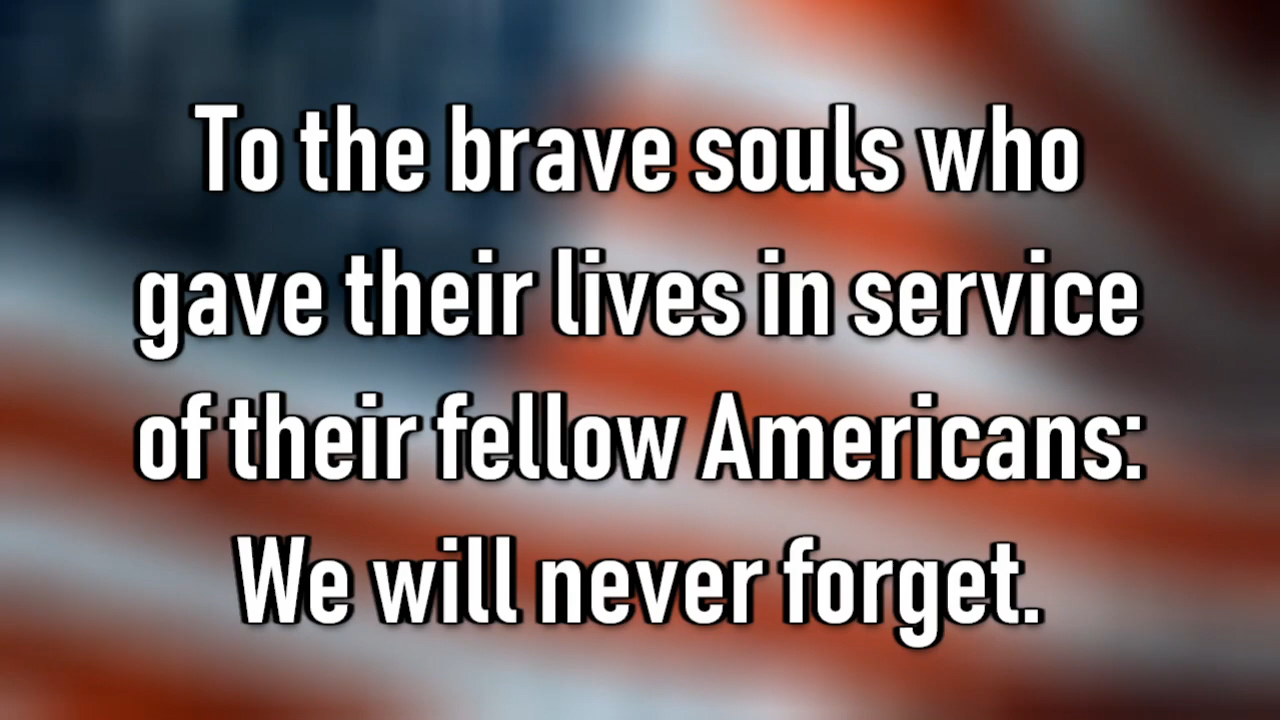 To the brave souls who
gave their lives in service
of their fellow Americans:
We will never forget.